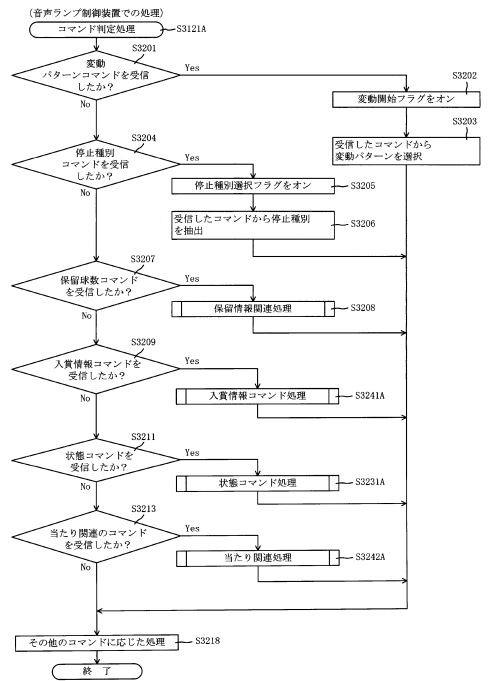 (音声ランプ制御装置での処理)
コマンド判定処理
S3121A
S3201
変動
パターンコマンドを受信
したか?
Yes
No
S3202
変動開始フラグをオン
S3203
受信したコマンドから
変動パターンを選択
S3204
停止種別
コマンドを受信
したか?
Yes
No
停止種別選択フラグをオン
S3205
受信したコマンドから停止種別
を抽出
S3206
S3207
保留球数コマンド
を受信したか?
Yes
No
保留情報関連処理
S3208
S3209
入賞情報コマンドを
受信したか?
Yes
No
入賞情報コマンド処理
S3241A
S3211
状態コマンドを
受信したか?
Yes
No
状態コマンド処理
S3231A
S3213
当たり関連のコマンド
を受信したか?
Yes
No
当たり関連処理
S3242A
その他のコマンドに応じた処理
S3218
終 了